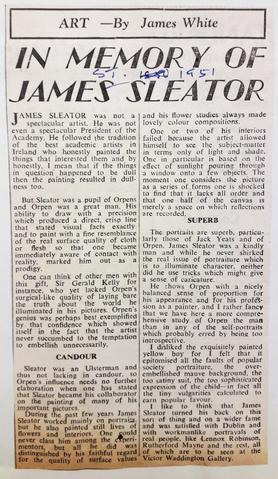 ART —By James White
IN MEMORY OF
JAMES SLEATOR
JAMES SLEATOR was not a
spectacular artist. He was not
even a spectacular President of the
Academy. He followed the tradition
of the best academic artists in
Ireland who honestly painted the
things that interested them and by
honestly, I mean that if the things
in question happened to be dull
then the painting resulted in dull-
ness too.
But Sleator was a pupil of Orpens
and Orpen was a great man. His
ability to draw with a precision
which produced a direct, crisp line
that stated visual facts exactly
and to paint with a fine resemblance
of the real surface quality of cloth
or flesh so that one became
immediately aware of contact with
reality, marked him out as a
prodigy.
One can think of other men with
this gift, Sir Gerald Kelly for
instance, who yet lacked Orpen's
surgical-like quality of laying bare
the truth about the world he
illuminated in his pictures. Orpen's
genius was perhaps best exemplified
by that confidence which showed
itself in the fact that the artist
never succumbed to the temptation
to embellish unnecessarily.
CANDOUR
Sleator was an Ulsterman and
thus not lacking in candour, so
Orpen's influence needs no further
elaboration when one has stated
that Sleator became his collaborator
on the painting of many of his
important pictures.
During the past few years James
Sleator worked mainly on portraits,
but he also painted still lives of
flowers and interiors. One could
never class him among the experi-
mentors, but all he did was
distinguished by his faithful regard
for the quality of surface values
and his flower studies always made
lovely colour compositions.
One or two of his interiors
failed because the artist allowed
himself to see the subject-matter
in terms only of light and shade.
One in particular is based on the
effect of sunlight pouring through
a window onto a few objects. The
moment one considers the picture
as a series of forms one is shocked
to find that it lacks all order and
that one half of the canvas is
merely a space on which reflections
are recorded.
SUPERB
The portraits are superb, particu-
larly those of Jack Yeats and of
Orpen. James Sleator was a kindly
man and while he never shirked
the real issue of portraiture which
is to illuminate character, neither
did he use tricks which might give
a sense of caricature.
He shows Orpen with a nicely
balanced sense of proportion for
his appearance and for his profifi-
sion as a painter, and I rather fancy
that we have here a more compre-
hensive study of Orpen the man
than in any of the self-portraits
which probably erred by being too
introspective.
I disliked the exquisitely painted
yellow boy for I felt that it
epitomised all the faults of popular
society portraiture, the over-
embellished mauve background, the
too satiny suit, the too sophisticated
expression of the child—in fact all
the tiny vulgarities calculated to
earn popular favour.
I like to think that James
Sleator turned his back on this
sort of thing and on a wider fame
and was satisfied with Dublin and
with workmanlike portraits of
real people, like Lennox Robinson,
Rutherford Mayne and the rest, all
of which are to be seen at the
Victor Waddington Gallery.